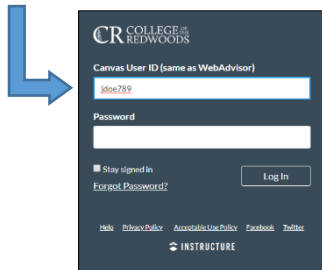 CR COLLEGE OF THE
REDWOODS
Canvas User ID (same as WebAdvisor)
jdoe789
Password
Stay signed in
Log In
Forgot Password?
Help Privacy Policy Acceptable Use Policy Facebook Twitter
INSTRUCTURE